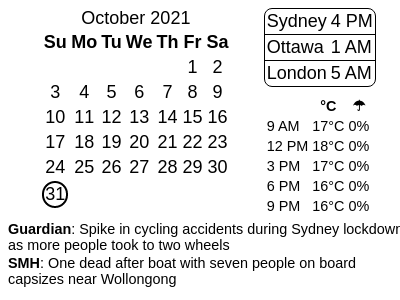 October 2021
Su Mo Tu We Th Fr Sa
1 2
3 4 5 6 7 8 9
10 11 12 13 14 15 16
17 18 19 20 21 22 23
24 25 26 27 28 29 30
31
Sydney 4 PM
Ottawa 1 AM
London 5 AM
°C ☂
9 AM 17°C 0%
12 PM 18°C 0%
3 PM 17°C 0%
6 PM 16°C 0%
9 PM 16°C 0%
Guardian: Spike in cycling accidents during Sydney lockdown
as more people took to two wheels
SMH: One dead after boat with seven people on board
capsizes near Wollongong